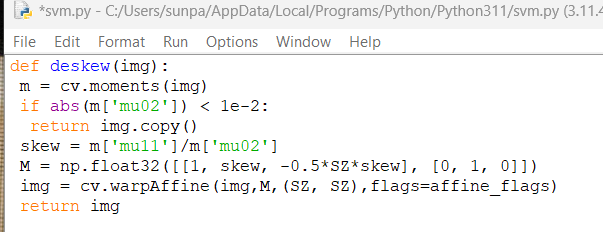 *svm.py - C:/Users/sunpa/AppData/Local/Programs/Python/Python311/svm.py (3.11.4
File Edit Format Run Options Window Help
def deskew(img):
 m = cv.moments(img)
 if abs(m['mu02']) < 1e-2:
  return img.copy()
 skew = m['mu11']/m['mu02']
 M = np.float32([[1, skew, -0.5*SZ*skew], [0, 1, 0]])
 img = cv.warpAffine(img,M,(SZ, SZ),flags=affine_flags)
 return img